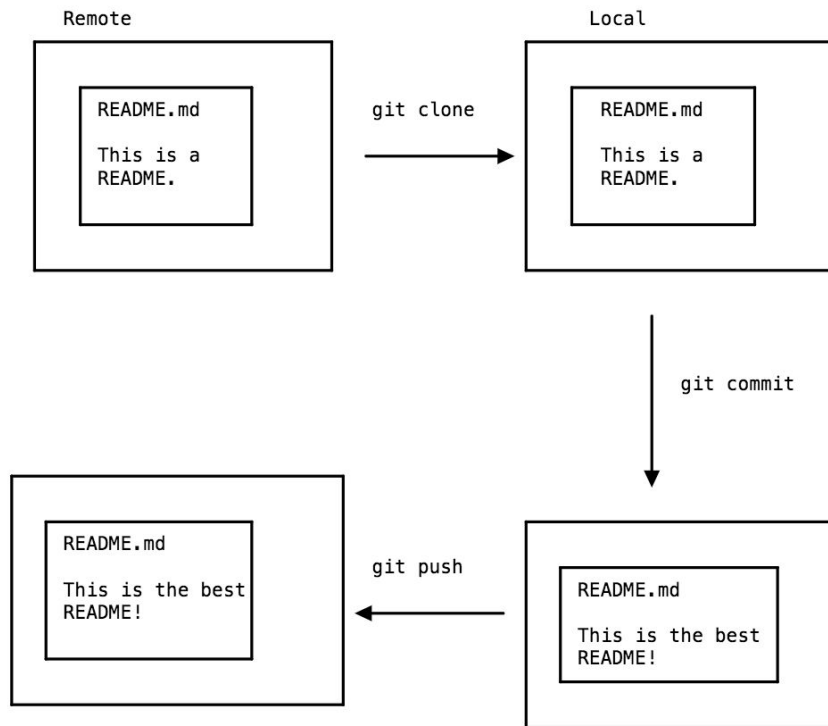 Remote
Local
README.md
This is a
README.
git clone
README.md
This is a
README.
git commit
README.md
This is the best
README!
git push
README.md
This is the best
README!